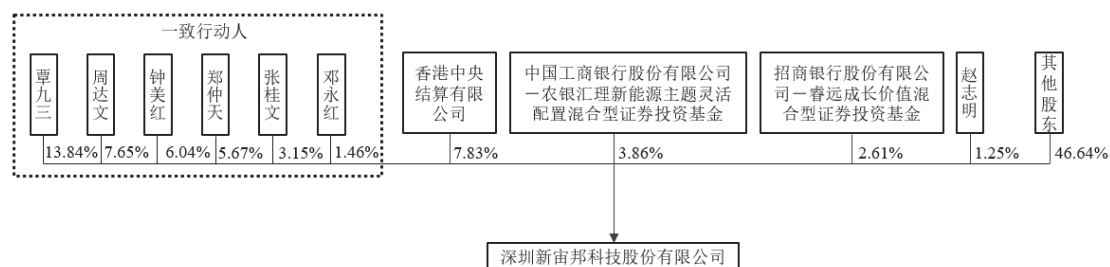 一致行动人
覃九三
周达文
钟美红
郑仲天
张桂文
邓永红
香港中央
结算有限
公司
中国工商银行股份有限公司
－农银汇理新能源主题灵活
配置混合型证券投资基金
招商银行股份有限公
司－睿远成长价值混
合型证券投资基金
赵志明
其他股东
13.84%
7.65%
6.04%
5.67%
3.15%
1.46%
7.83%
3.86%
2.61%
1.25%
46.64%
深圳新宙邦科技股份有限公司